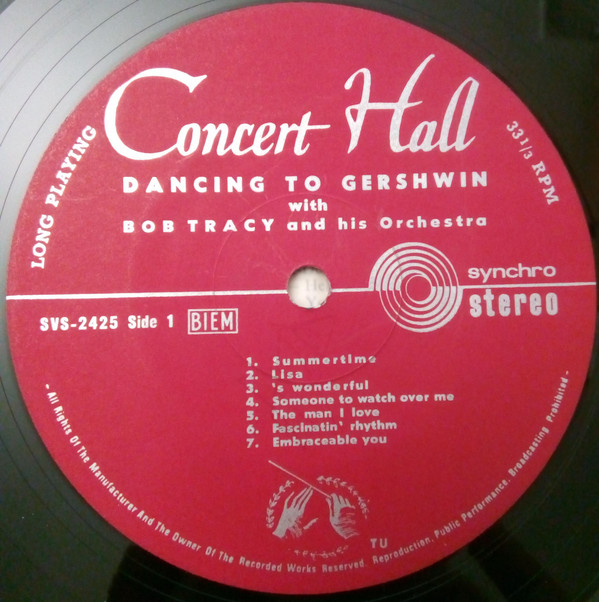 Concert Hall
LONG PLAYING
33 1/3 RPM
DANCING TO GERSHWIN
with
BOB TRACY and his Orchestra
synchro
stereo
SVS-2425 Side 1 BIEM
1. Summertime
2. Lisa
3. 's wonderful
4. Someone to watch over me
5. The man I love
6. Fascinatin' rhythm
7. Embraceable you
TU
- All Rights Of The Manufacturer And The Owner Of The Recorded Works Reserved. Reproduction, Public Performance, Broadcasting Prohibited -